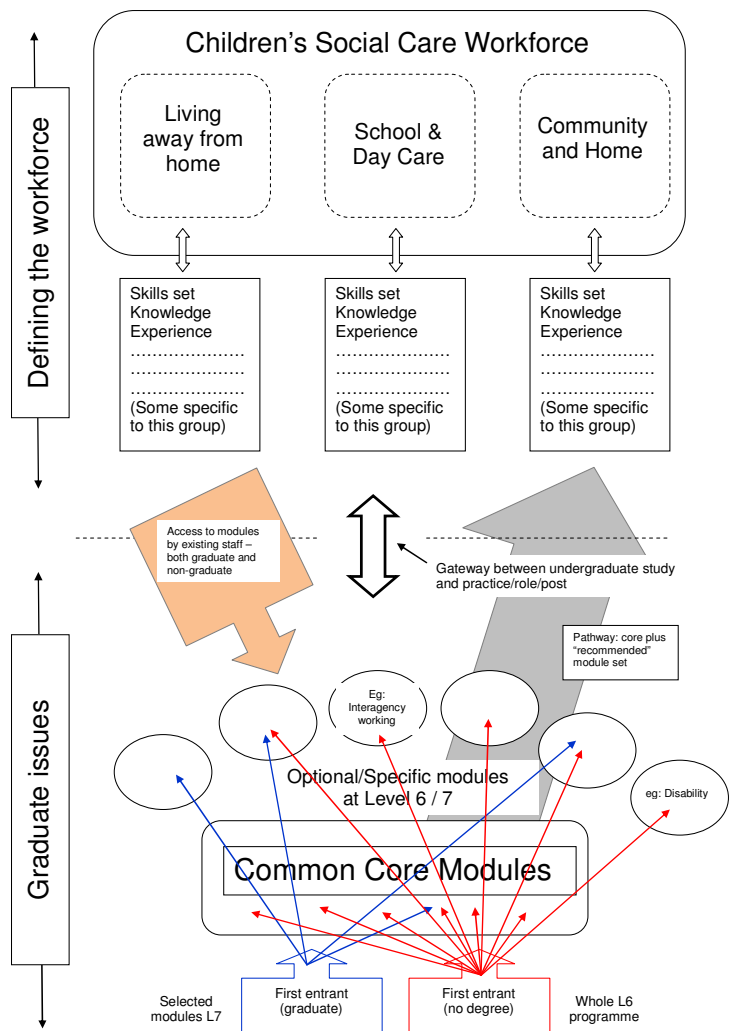 Children's Social Care Workforce
Living
away from
home
School &
Day Care
Community
and Home
Defining the workforce
Skills set
Knowledge
Experience
………………….
………………….
………………….
(Some specific
to this group)
Skills set
Knowledge
Experience
………………….
………………….
………………….
(Some specific
to this group)
Skills set
Knowledge
Experience
………………….
………………….
………………….
(Some specific
to this group)
Access to modules
by existing staff –
both graduate and
non-graduate
Gateway between undergraduate study
and practice/role/post
Graduate issues
Pathway: core plus
“recommended”
module set
Eg:
Interagency
working
Optional/Specific modules
at Level 6 / 7
eg: Disability
Common Core Modules
Selected
modules L7
First entrant
(graduate)
First entrant
(no degree)
Whole L6
programme